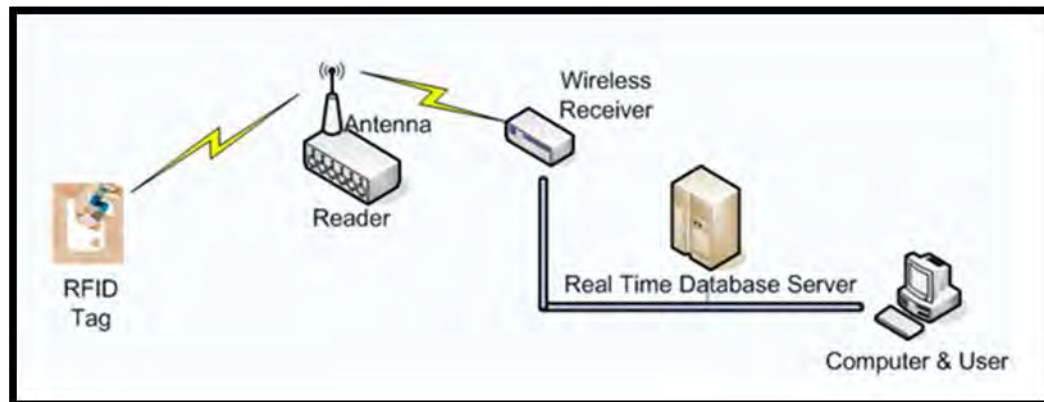 Wireless
Receiver
Antenna
Reader
RFID
Tag
Real Time Database Server
Computer & User